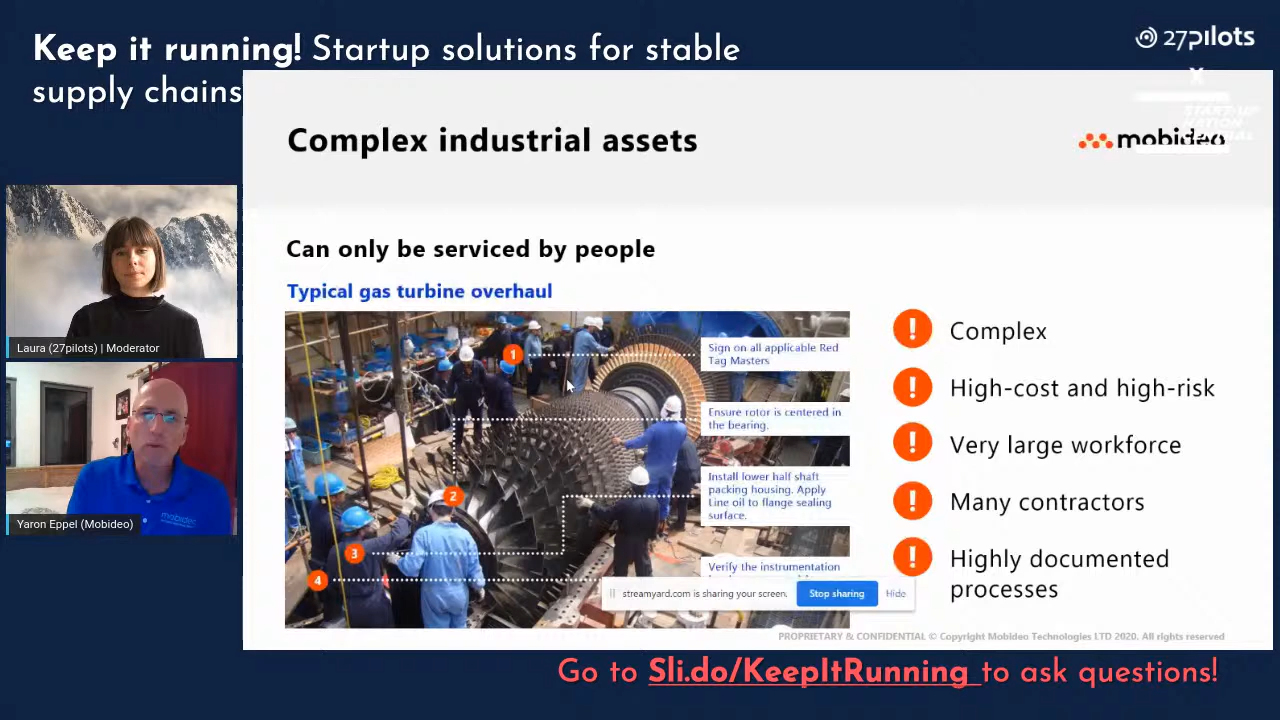 Keep it running! Startup solutions for stable
supply chains
27pilots
x
START-UP
NATION
CENTRAL
Complex industrial assets
mobideo
Can only be serviced by people
Typical gas turbine overhaul
1
Sign on all applicable Red
Tag Masters
Ensure rotor is centered in
the bearing.
2
Install lower half shaft
packing housing. Apply
Line oil to flange sealing
surface.
3
4
Verify the instrumentation
! Complex
! High-cost and high-risk
! Very large workforce
! Many contractors
! Highly documented
processes
streamyard.com is sharing your screen.
Stop sharing
Hide
PROPRIETARY & CONFIDENTIAL © Copyright Mobideo Technologies LTD 2020. All rights reserved
Laura (27pilots) | Moderator
mobideo
Yaron Eppel (Mobideo)
Go to Sli.do/KeepItRunning to ask questions!